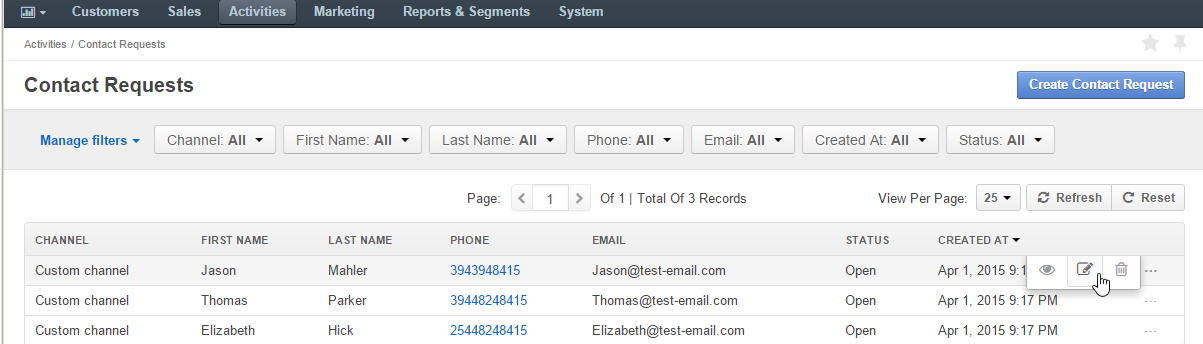 Customers Sales Activities Marketing Reports & Segments System
Activities / Contact Requests
Contact Requests Create Contact Request
Manage filters Channel: All First Name: All Last Name: All Phone: All Email: All Created At: All Status: All
Page: 1 Of 1 | Total Of 3 Records View Per Page: 25 Refresh Reset
CHANNEL FIRST NAME LAST NAME PHONE EMAIL STATUS CREATED AT
Custom channel Jason Mahler 3943948415 Jason@test-email.com Open Apr 1, 2015 9:1
Custom channel Thomas Parker 39448248415 Thomas@test-email.com Open Apr 1, 2015 9:17 PM
Custom channel Elizabeth Hick 25448248415 Elizabeth@test-email.com Open Apr 1, 2015 9:17 PM